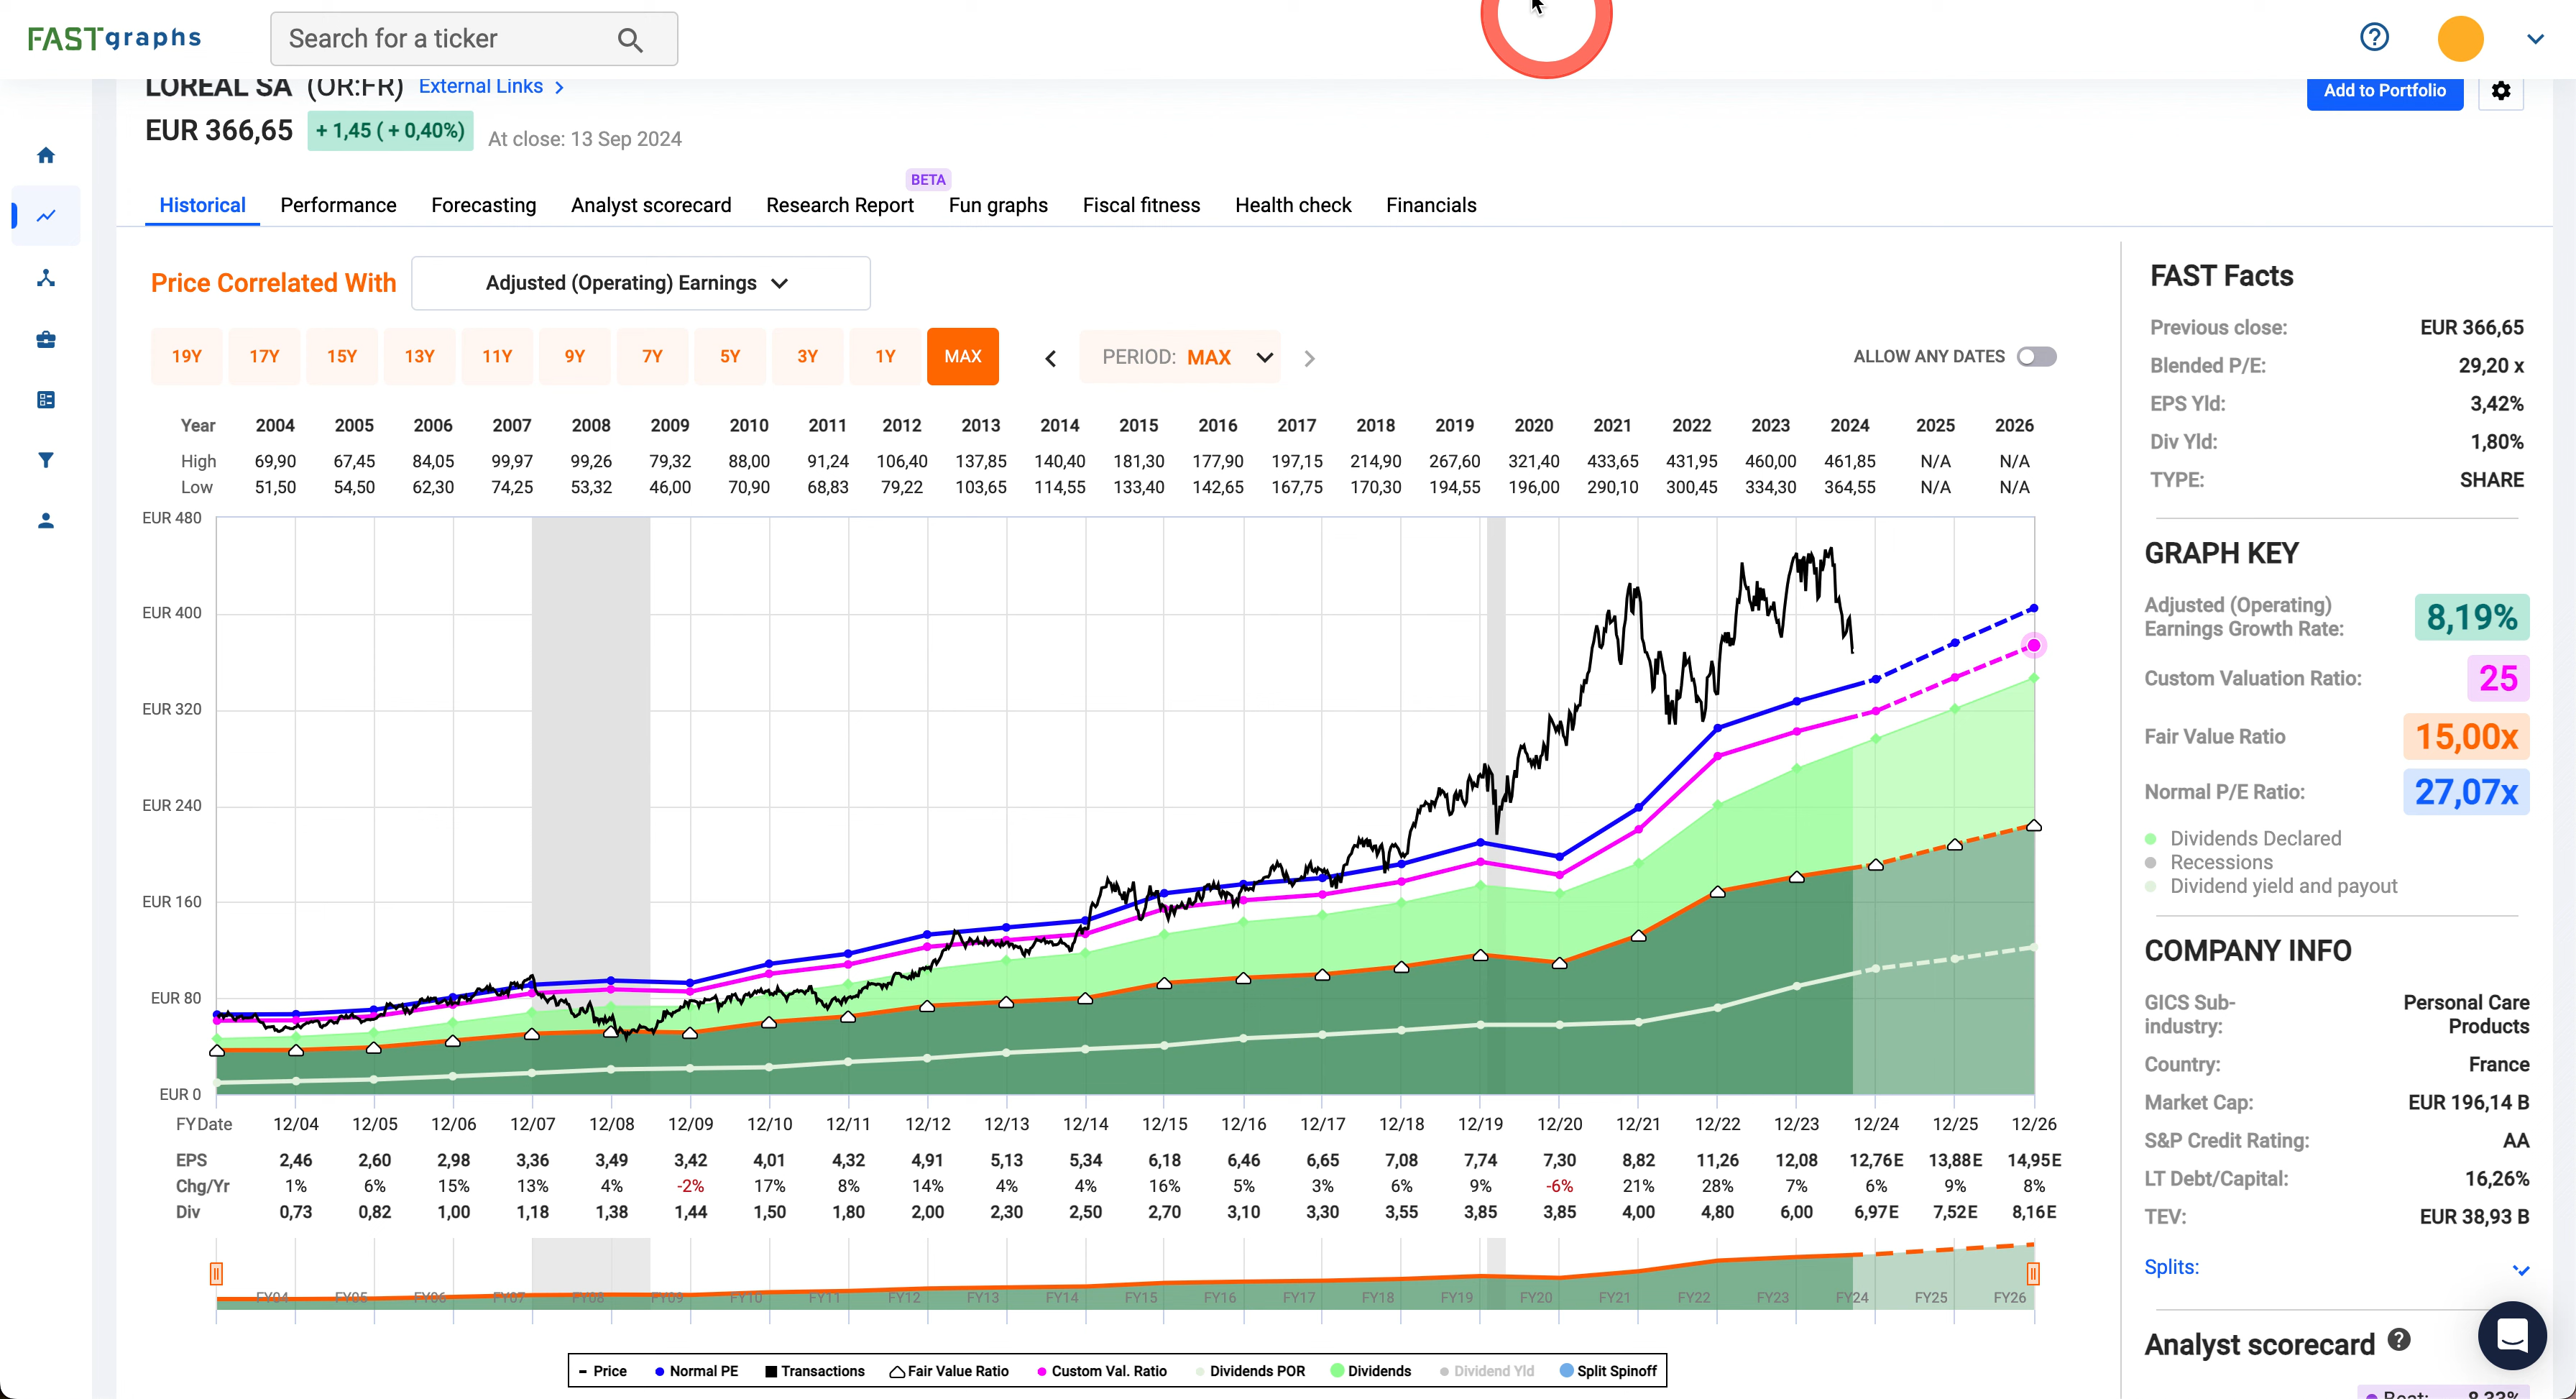 FASTgraphs
Search for a ticker
LOREAL SA (OR:FR) External Links >
Add to Portfolio
EUR 366,65 + 1,45 ( + 0,40%) At close: 13 Sep 2024
BETA
Historical Performance Forecasting Analyst scorecard Research Report Fun graphs Fiscal fitness Health check Financials
Price Correlated With Adjusted (Operating) Earnings
19Y 17Y 15Y 13Y 11Y 9Y 7Y 5Y 3Y 1Y MAX PERIOD: MAX ALLOW ANY DATES
Year 2004 2005 2006 2007 2008 2009 2010 2011 2012 2013 2014 2015 2016 2017 2018 2019 2020 2021 2022 2023 2024 2025 2026
High 69,90 67,45 84,05 99,97 99,26 79,32 88,00 91,24 106,40 137,85 140,40 181,30 177,90 197,15 214,90 267,60 321,40 433,65 431,95 460,00 461,85 N/A N/A
Low 51,50 54,50 62,30 74,25 53,32 46,00 70,90 68,83 79,22 103,65 114,55 133,40 142,65 167,75 170,30 194,55 196,00 290,10 300,45 334,30 364,55 N/A N/A
EUR 480
EUR 400
EUR 320
EUR 240
EUR 160
EUR 80
EUR 0
FYDate 12/04 12/05 12/06 12/07 12/08 12/09 12/10 12/11 12/12 12/13 12/14 12/15 12/16 12/17 12/18 12/19 12/20 12/21 12/22 12/23 12/24 12/25 12/26
EPS 2,46 2,60 2,98 3,36 3,49 3,42 4,01 4,32 4,91 5,13 5,34 6,18 6,46 6,65 7,08 7,74 7,30 8,82 11,26 12,08 12,76E 13,88E 14,95E
Chg/Yr 1% 6% 15% 13% 4% -2% 17% 8% 14% 4% 4% 16% 5% 3% 6% 9% -6% 21% 28% 7% 6% 9% 8%
Div 0,73 0,82 1,00 1,18 1,38 1,44 1,50 1,80 2,00 2,30 2,50 2,70 3,10 3,30 3,55 3,85 3,85 4,00 4,80 6,00 6,97E 7,52E 8,16E
FY04 FY05 FY06 FY07 FY08 FY09 FY10 FY11 FY12 FY13 FY14 FY15 FY16 FY17 FY18 FY19 FY20 FY21 FY22 FY23 FY24 FY25 FY26
Price Normal PE Transactions Fair Value Ratio Custom Val. Ratio Dividends POR Dividends Dividend Yld Split Spinoff
FAST Facts
Previous close: EUR 366,65
Blended P/E: 29,20 x
EPS Yld: 3,42%
Div Yld: 1,80%
TYPE: SHARE
GRAPH KEY
Adjusted (Operating)
Earnings Growth Rate: 8,19%
Custom Valuation Ratio: 25
Fair Value Ratio 15,00x
Normal P/E Ratio: 27,07x
Dividends Declared
Recessions
Dividend yield and payout
COMPANY INFO
GICS Sub- Personal Care
industry: Products
Country: France
Market Cap: EUR 196,14 B
S&P Credit Rating: AA
LT Debt/Capital: 16,26%
TEV: EUR 38,93 B
Splits:
Analyst scorecard ?
Beat: 8,33%